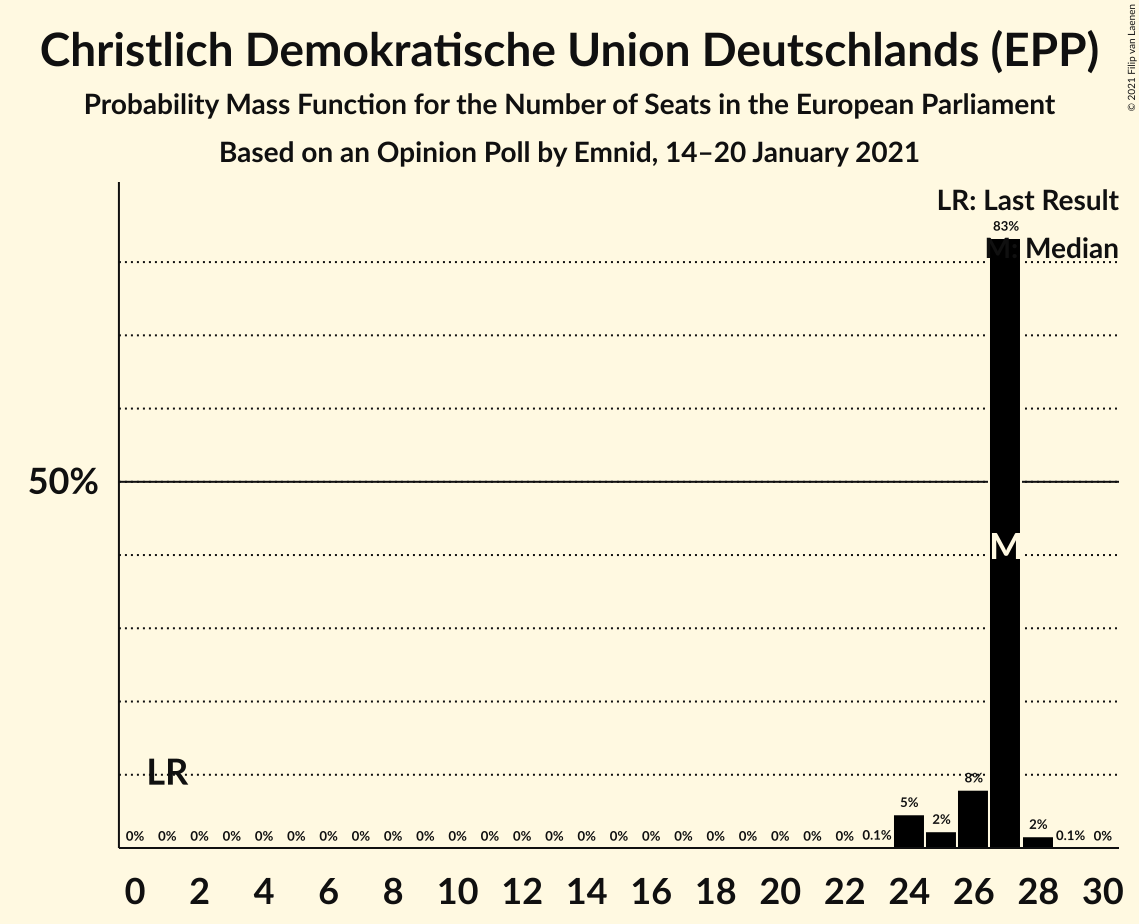 Christlich Demokratische Union Deutschlands (EPP)
Probability Mass Function for the Number of Seats in the European Parliament
Based on an Opinion Poll by Emnid, 14–20 January 2021
© 2021 Filip van Laenen
LR: Last Result
83%
M: Median
50%
M
LR
0% 0% 0% 0% 0% 0% 0% 0% 0% 0% 0% 0% 0% 0% 0% 0% 0% 0% 0% 0% 0% 0% 0% 0.1% 5% 2% 8% 2% 0.1% 0%
0 2 4 6 8 10 12 14 16 18 20 22 24 26 28 30